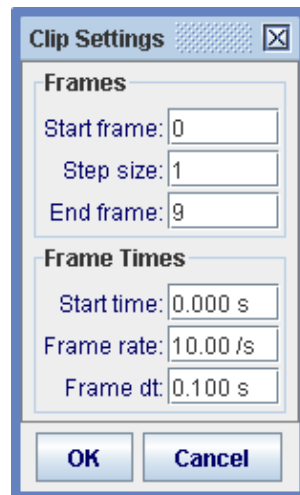 Clip Settings
Frames
Start frame: 0
Step size: 1
End frame: 9
Frame Times
Start time: 0.000 s
Frame rate: 10.00 /s
Frame dt: 0.100 s
OK Cancel